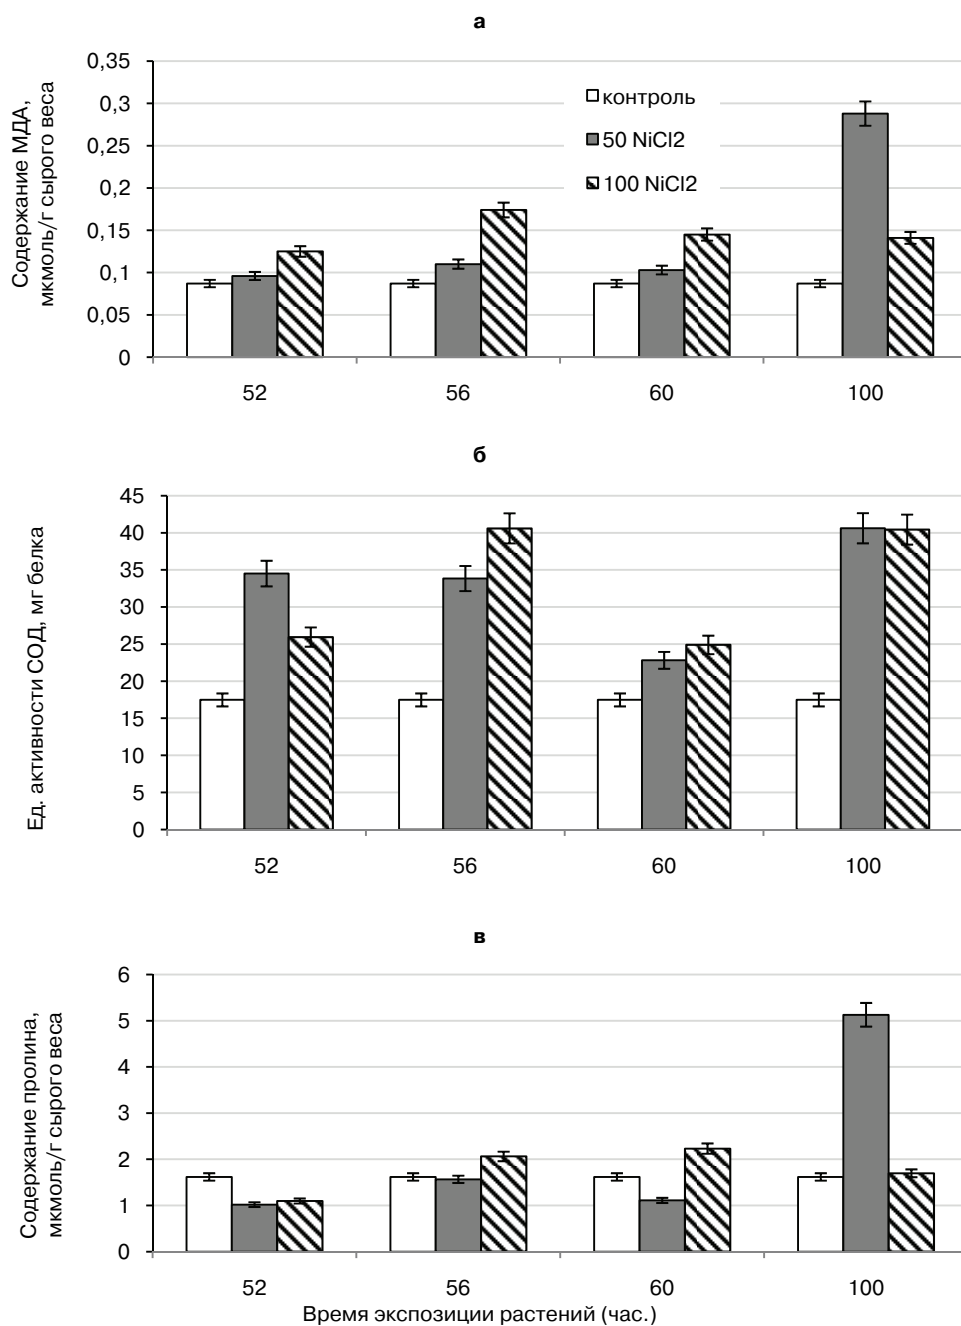 а
Содержание МДА,
мкмоль/г сырого веса
0,35
0,3
0,25
0,2
0,15
0,1
0,05
0
контроль
50 NiCl2
100 NiCl2
52 56 60 100
б
Ед. активности СОД, мг белка
45
40
35
30
25
20
15
10
5
0
52 56 60 100
в
Содержание пролина,
мкмоль/г сырого веса
6
5
4
3
2
1
0
52 56 60 100
Время экспозиции растений (час.)